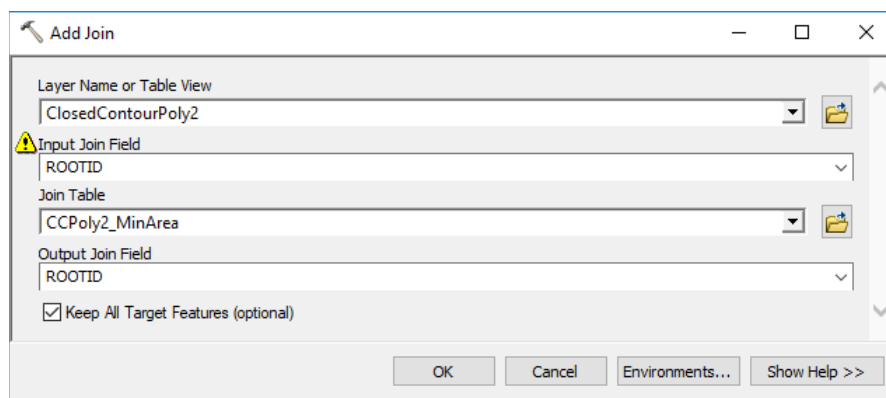 Add Join
Layer Name or Table View
ClosedContourPoly2
Input Join Field
ROOTID
Join Table
CCPoly2_MinArea
Output Join Field
ROOTID
Keep All Target Features (optional)
OK Cancel Environments... Show Help >>